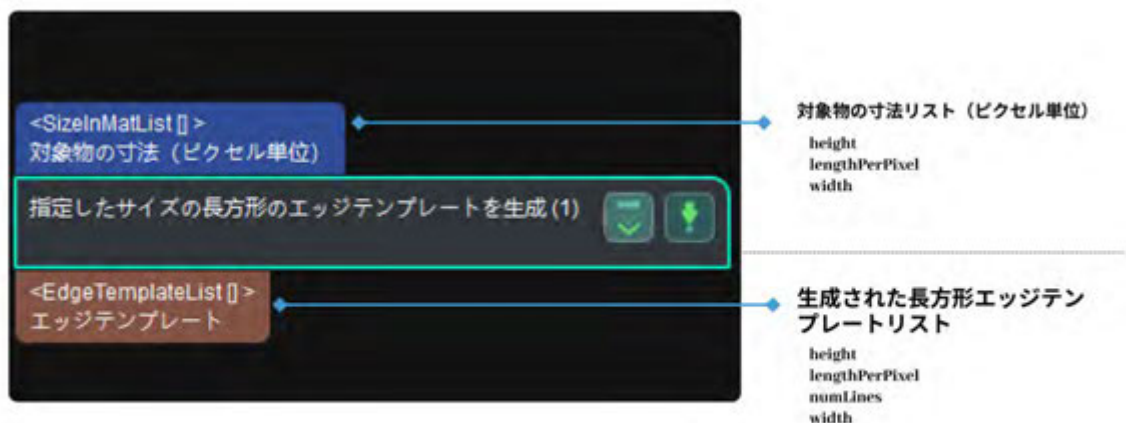 <SizeInMatList [] >
対象物の寸法（ピクセル単位）
指定したサイズの長方形のエッジテンプレートを生成 (1)
<EdgeTemplateList [] >
エッジテンプレート
対象物の寸法リスト（ピクセル単位）
height
lengthPerPixel
width
生成された長方形エッジテン
プレートリスト
height
lengthPerPixel
numLines
width